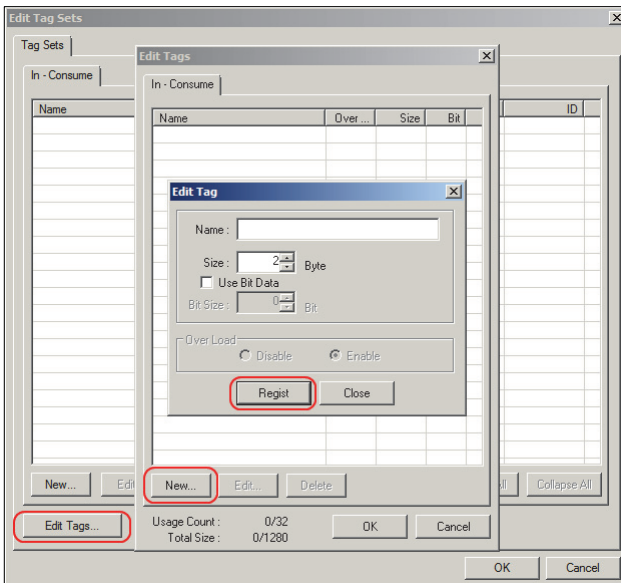 Edit Tag Sets
Tag Sets
In - Consume
Name
ID
New...
Collapse All
Edit Tags...
OK Cancel
Edit Tags
In - Consume
Name Over ... Size Bit
New... Edit... Delete
Usage Count : 0/32
Total Size : 0/1280
OK Cancel
Edit Tag
Name :
Size : 2 Byte
Use Bit Data
Bit Size : 0 Bit
Over Load
Disable Enable
Regist Close